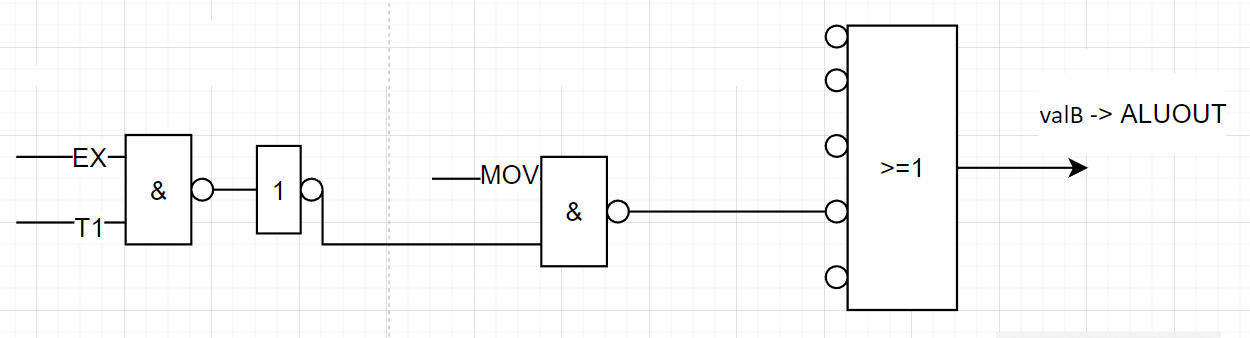 EX
T1
&
1
MOV
&
>=1
valB -> ALUOUT